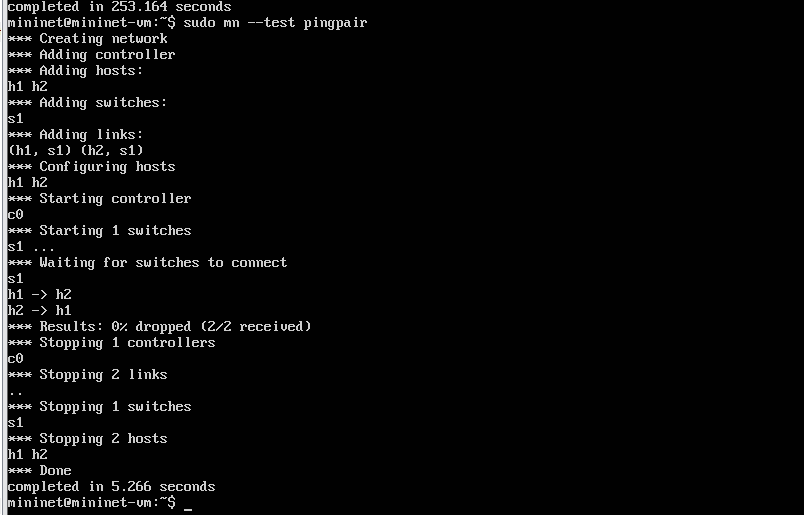 completed in 253.164 seconds
mininet@mininet-vm:~$ sudo mn --test pingpair
*** Creating network
*** Adding controller
*** Adding hosts:
h1 h2
*** Adding switches:
s1
*** Adding links:
(h1, s1) (h2, s1)
*** Configuring hosts
h1 h2
*** Starting controller
c0
*** Starting 1 switches
s1 ...
*** Waiting for switches to connect
s1
h1 -> h2
h2 -> h1
*** Results: 0% dropped (2/2 received)
*** Stopping 1 controllers
c0
*** Stopping 2 links
..
*** Stopping 1 switches
s1
*** Stopping 2 hosts
h1 h2
*** Done
completed in 5.266 seconds
mininet@mininet-vm:~$ _